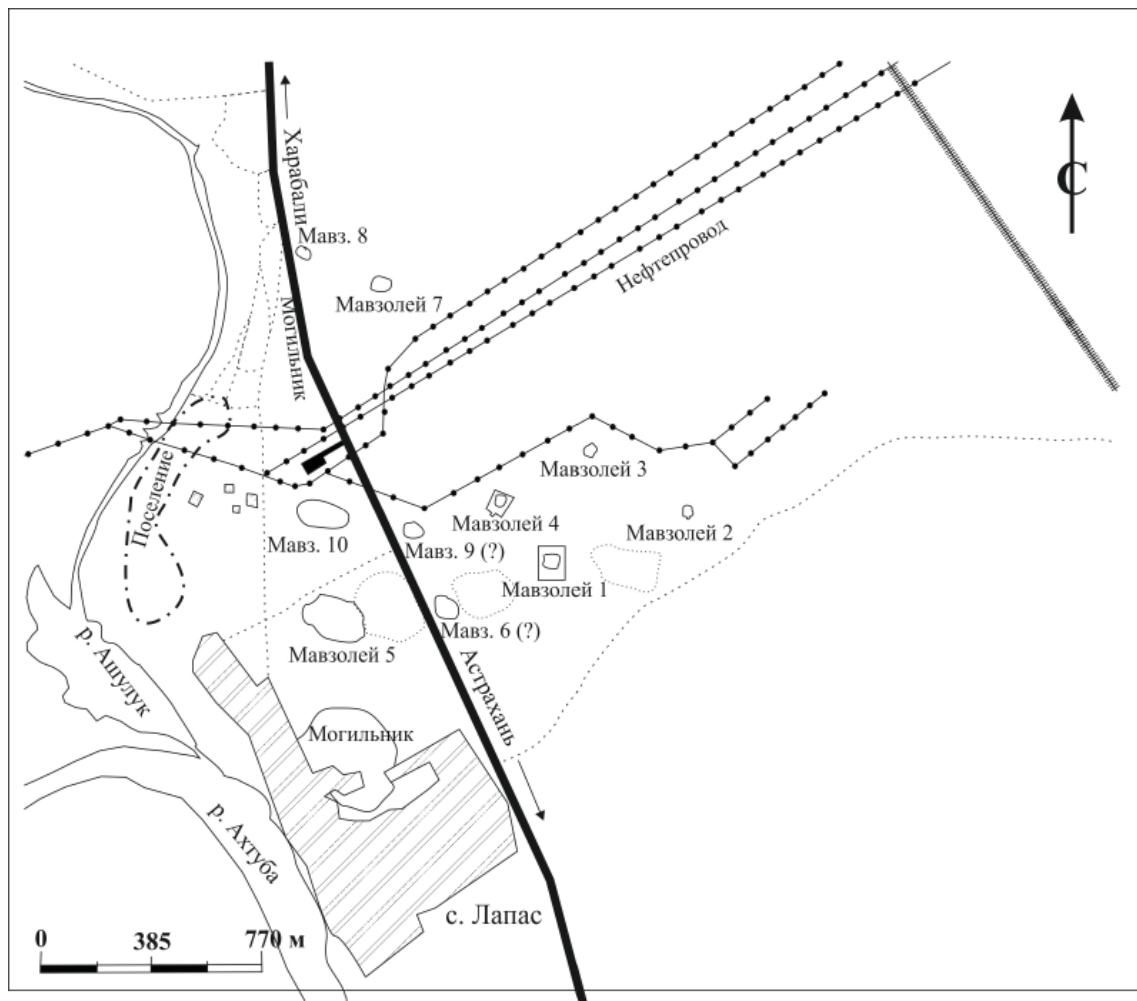 Харабали
С
Мавз. 8
Мавзолей 7
Нефтепровод
Могильник
Поселение
Мавзолей 3
Мавзолей 4
Мавзолей 2
Мавз. 10
Мавз. 9 (?)
Мавзолей 1
Мавз. 6 (?)
Мавзолей 5
р. Ашулук
Астрахань
Могильник
р. Ахтуба
с. Лапас
0 385 770 м